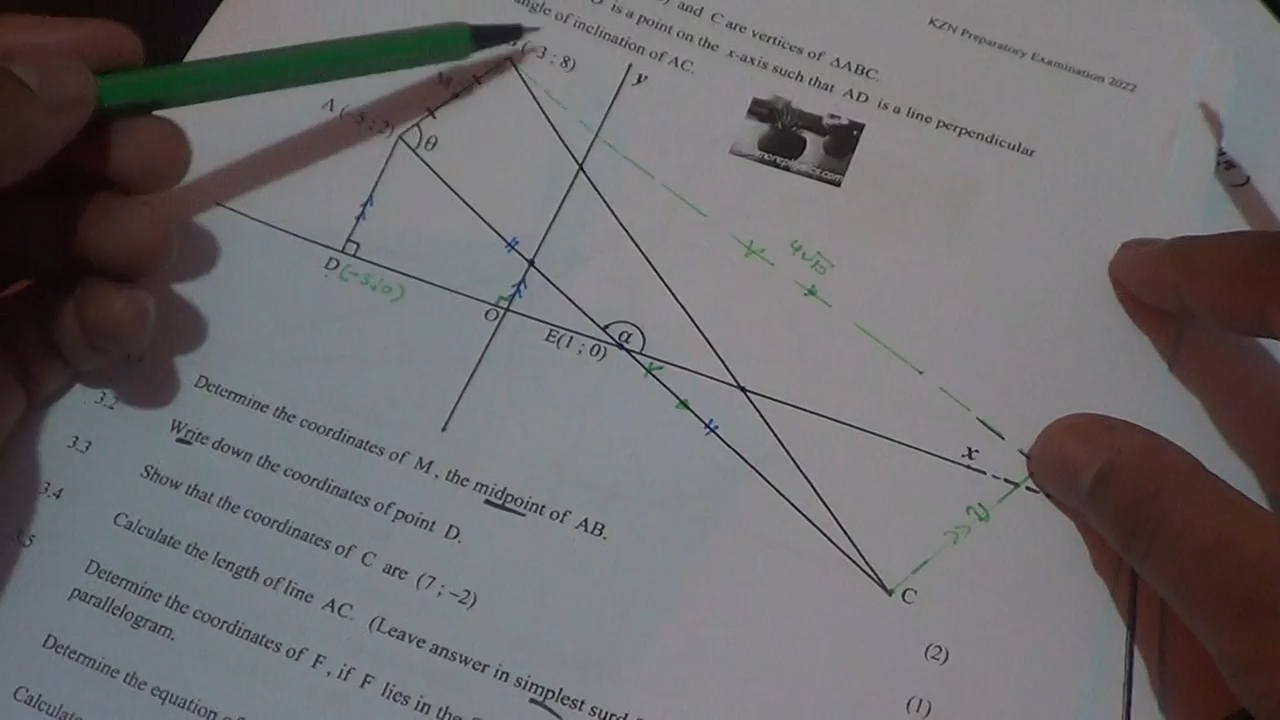 KZN Preparatory Examination 2022
and C are vertices of ΔABC.
is a point on the x-axis such that AD is a line perpendicular
angle of inclination of AC.
(-3 ; 8)
y
A (-5 ; 2)
θ
morephysics.com
4√10
D (-5;0)
O
E(1 ; 0)
α
x
C
Determine the coordinates of M, the midpoint of AB.
(2)
3.2 Write down the coordinates of point D.
(1)
3.3 Show that the coordinates of C are (7 ; –2)
3.4 Calculate the length of line AC. (Leave answer in simplest surd
3.5 Determine the coordinates of F, if F lies in the
parallelogram.
Determine the equation
Calculate